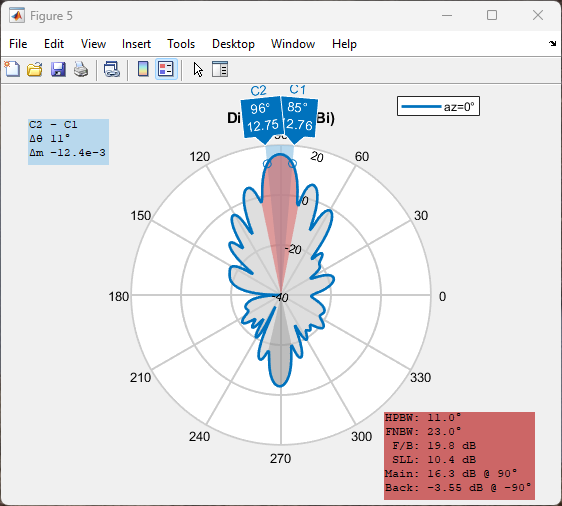 Figure 5
File Edit View Insert Tools Desktop Window Help
C2 C1
96° 85°
12.75 2.76
az=0°
C2 - C1
Δθ 11°
Δm -12.4e-3
120 20 60
150 30
-20
180 -40 0
210 330
240 300
270
HPBW: 11.0°
FNBW: 23.0°
F/B: 19.8 dB
SLL: 10.4 dB
Main: 16.3 dB @ 90°
Back: -3.55 dB @ -90°